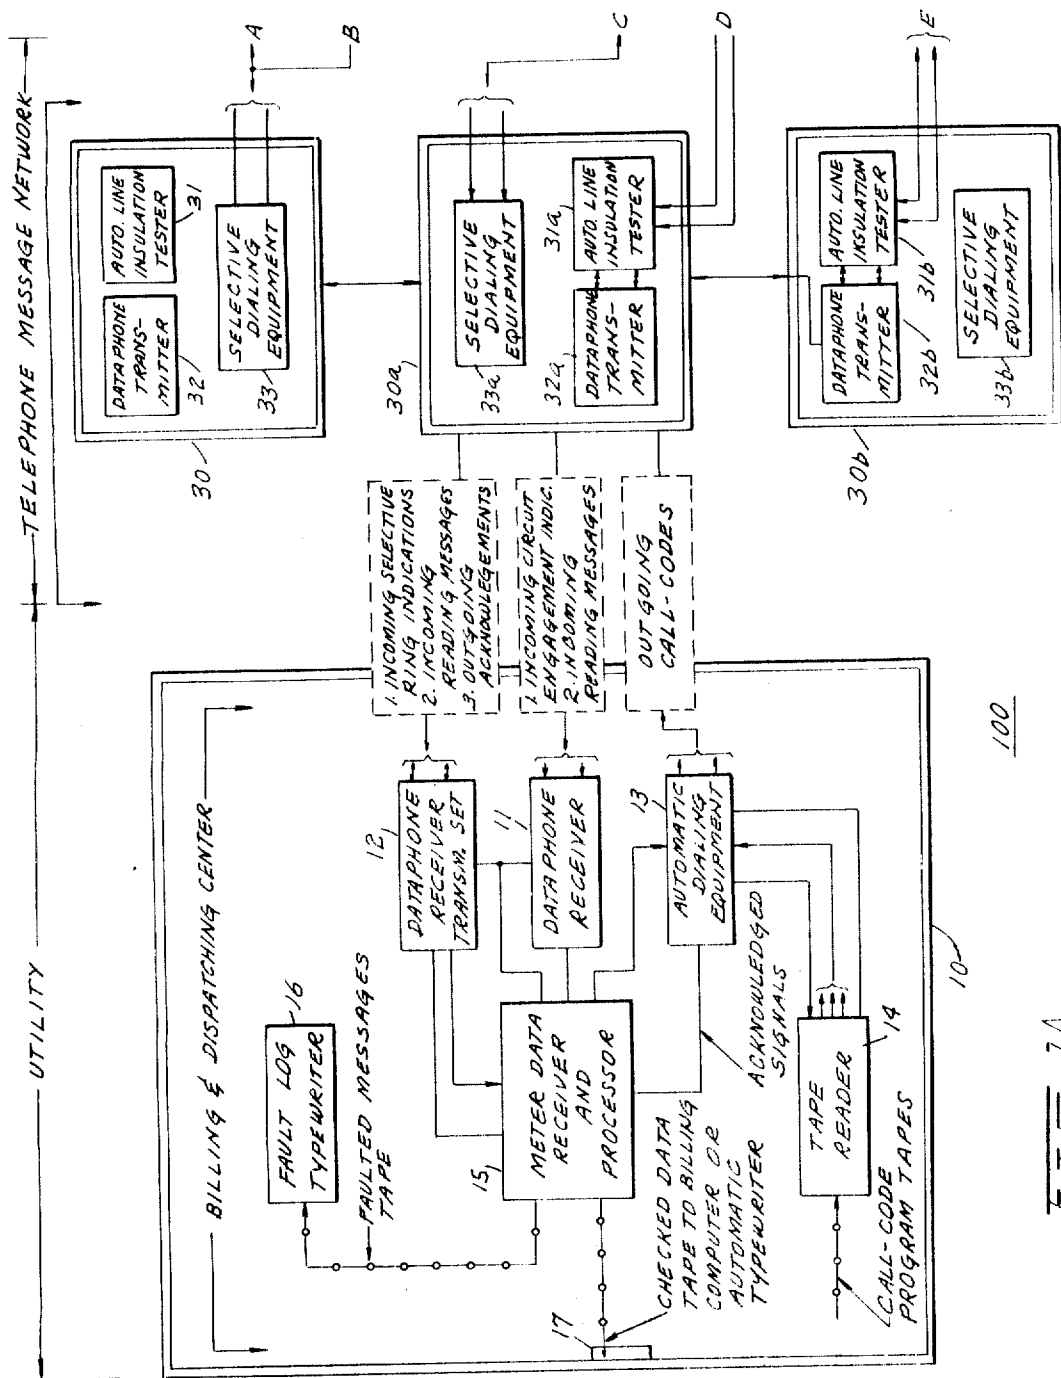 UTILITY
TELEPHONE MESSAGE NETWORK
BILLING & DISPATCHING CENTER
FAULT LOG
TYPEWRITER
16
FAULTED MESSAGES
TAPE
15
METER DATA
RECEIVER
AND
PROCESSOR
17
CHECKED DATA
TAPE TO BILLING
COMPUTER OR
AUTOMATIC
TYPEWRITER
ACKNOWLEDGED
SIGNALS
TAPE
READER
14
CALL-CODE
PROGRAM TAPES
10
12
DATAPHONE
RECEIVER
TRANSM. SET
11
DATAPHONE
RECEIVER
13
AUTOMATIC
DIALING
EQUIPMENT
1. INCOMING SELECTIVE
RING INDICATIONS
2. INCOMING
READING MESSAGES
3. OUTGOING
ACKNOWLEGEMENTS
1. INCOMING CIRCUIT
ENGAGEMENT INDIC.
2. INCOMING
READING MESSAGES
OUTGOING
CALL-CODES
30
DATAPHONE
TRANS-
MITTER
32
AUTO. LINE
INSULATION
TESTER
31
SELECTIVE
DIALING
EQUIPMENT
33
A
B
30a
SELECTIVE
DIALING
EQUIPMENT
33a
C
DATAPHONE
TRANS-
MITTER
32a
AUTO. LINE
INSULATION
TESTER
31a
D
30b
DATAPHONE
TRANS-
MITTER
32b
AUTO. LINE
INSULATION
TESTER
31b
SELECTIVE
DIALING
EQUIPMENT
33b
E
100